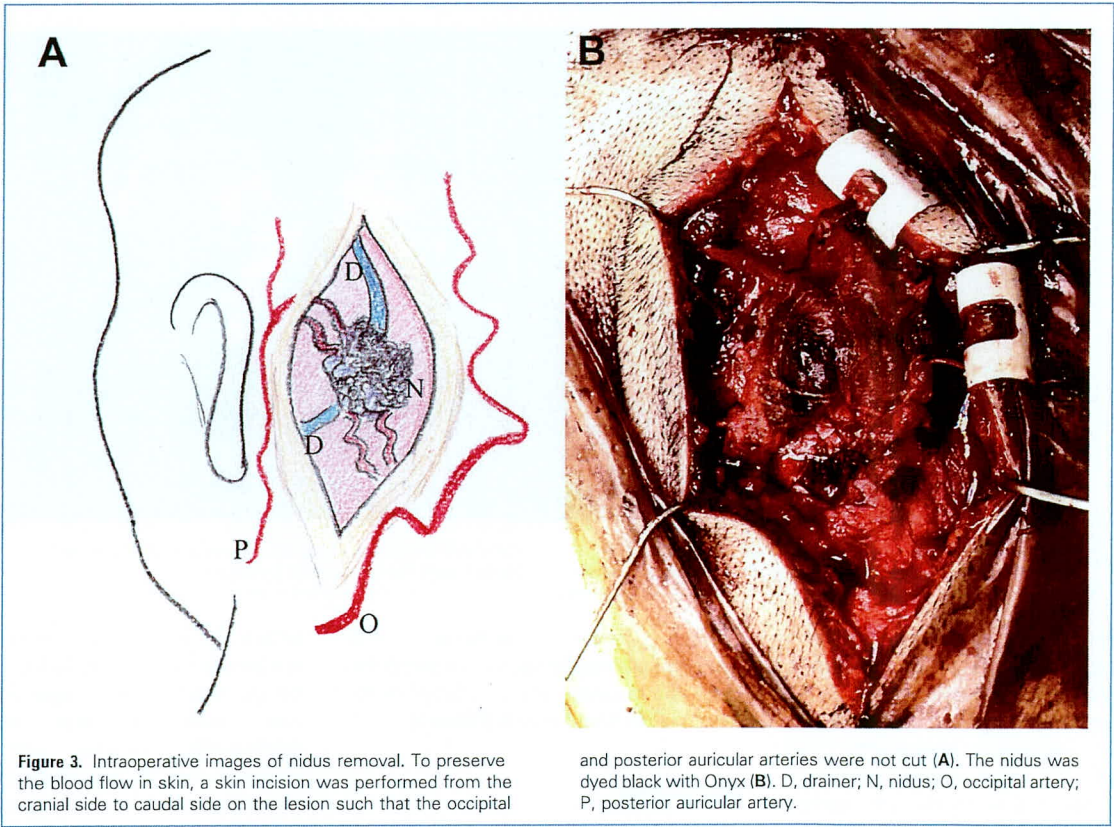 A
B
D
N
D
P
O
Figure 3. Intraoperative images of nidus removal. To preserve
the blood flow in skin, a skin incision was performed from the
cranial side to caudal side on the lesion such that the occipital
and posterior auricular arteries were not cut (A). The nidus was
dyed black with Onyx (B). D, drainer; N, nidus; O, occipital artery;
P, posterior auricular artery.